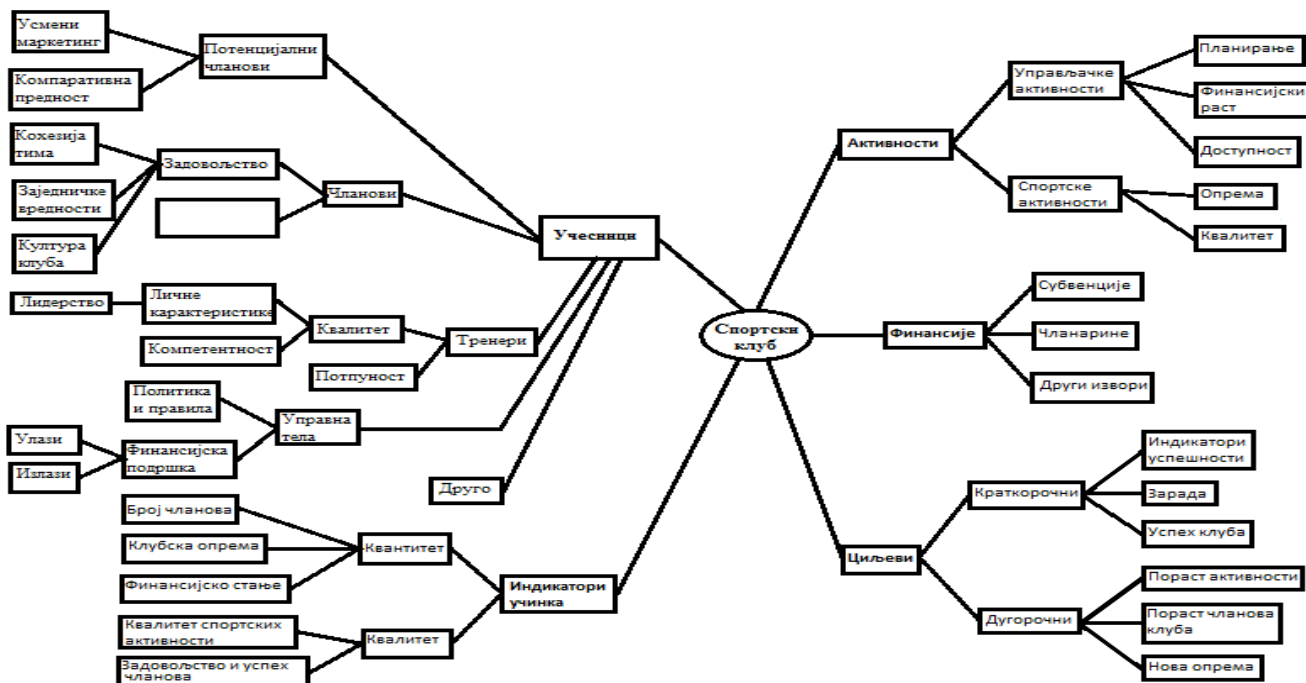 Усмени
маркетинг
Потенцијални
чланови
Компаративна
предност
Кохезија
тима
Задовољство
Заједничке
вредности
Чланови
Култура
клуба
Учесници
Лидерство
Личне
карактеристике
Квалитет
Компетентност
Тренери
Потпуност
Политика
и правила
Управна
тела
Улази
Финансијска
подршка
Излази
Друго
Број чланова
Клубска опрема
Квантитет
Финансијско стање
Индикатори
учинка
Квалитет спортских
активности
Квалитет
Задовољство и успех
чланова
Спортски
клуб
Активности
Управљачке
активности
Планирање
Финансијски
раст
Доступност
Спортске
активности
Опрема
Квалитет
Финансије
Субвенције
Чланарине
Други извори
Циљеви
Краткорочни
Индикатори
успешности
Зарада
Успех клуба
Дугорочни
Пораст активности
Пораст чланова
клуба
Нова опрема